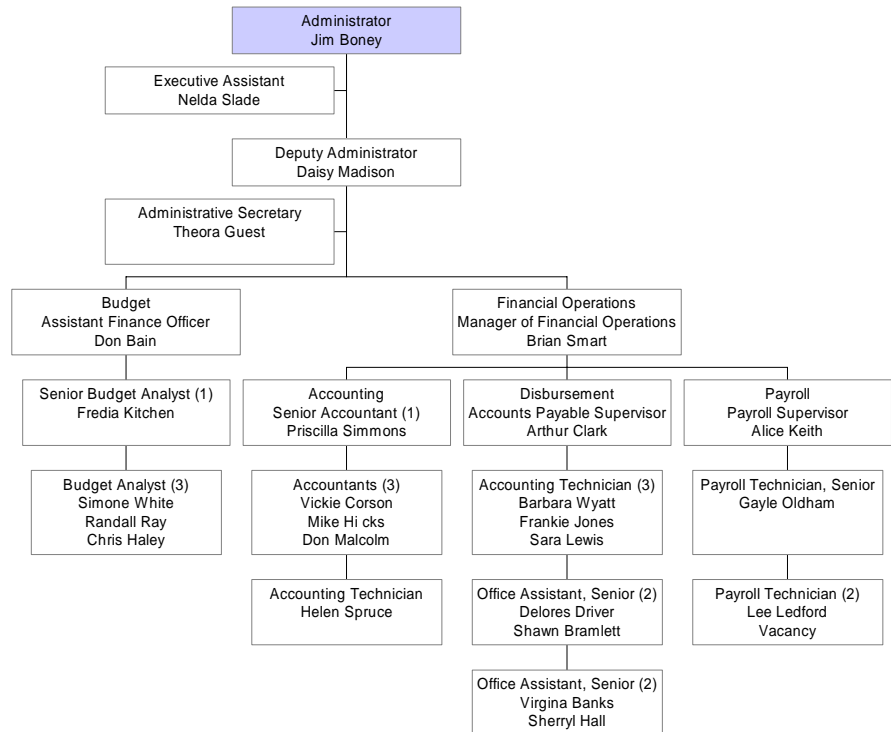 Administrator
Jim Boney
Executive Assistant
Nelda Slade
Deputy Administrator
Daisy Madison
Administrative Secretary
Theora Guest
Budget
Assistant Finance Officer
Don Bain
Financial Operations
Manager of Financial Operations
Brian Smart
Senior Budget Analyst (1)
Fredia Kitchen
Accounting
Senior Accountant (1)
Priscilla Simmons
Disbursement
Accounts Payable Supervisor
Arthur Clark
Payroll
Payroll Supervisor
Alice Keith
Budget Analyst (3)
Simone White
Randall Ray
Chris Haley
Accountants (3)
Vickie Corson
Mike Hi cks
Don Malcolm
Accounting Technician (3)
Barbara Wyatt
Frankie Jones
Sara Lewis
Payroll Technician, Senior
Gayle Oldham
Accounting Technician
Helen Spruce
Office Assistant, Senior (2)
Delores Driver
Shawn Bramlett
Payroll Technician (2)
Lee Ledford
Vacancy
Office Assistant, Senior (2)
Virgina Banks
Sherryl Hall